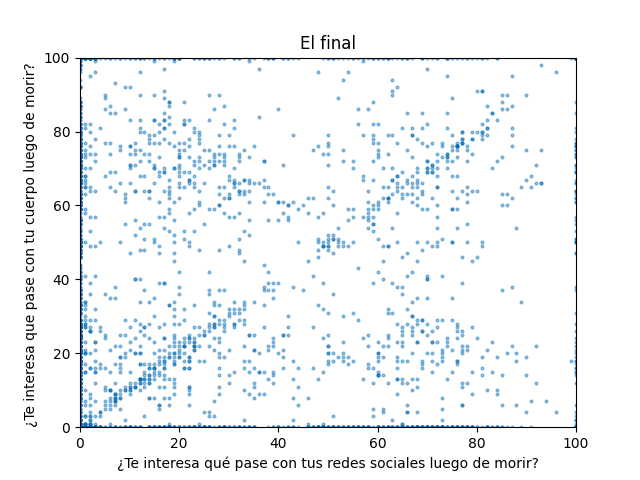 El final
¿Te interesa que pase con tu cuerpo luego de morir?
100
80
60
40
20
0
0 20 40 60 80 100
¿Te interesa qué pase con tus redes sociales luego de morir?